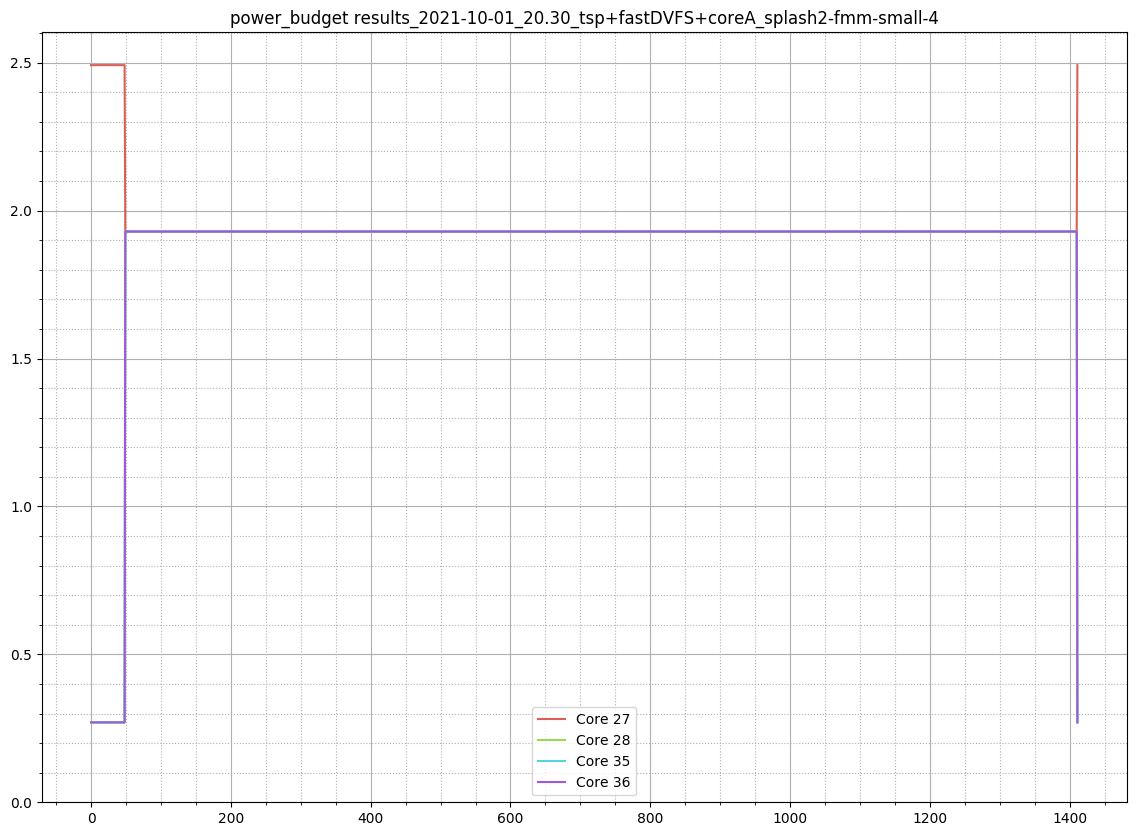 power_budget results_2021-10-01_20.30_tsp+fastDVFS+coreA_splash2-fmm-small-4
2.5
2.0
1.5
1.0
0.5
0.0
Core 27
Core 28
Core 35
Core 36
0 200 400 600 800 1000 1200 1400